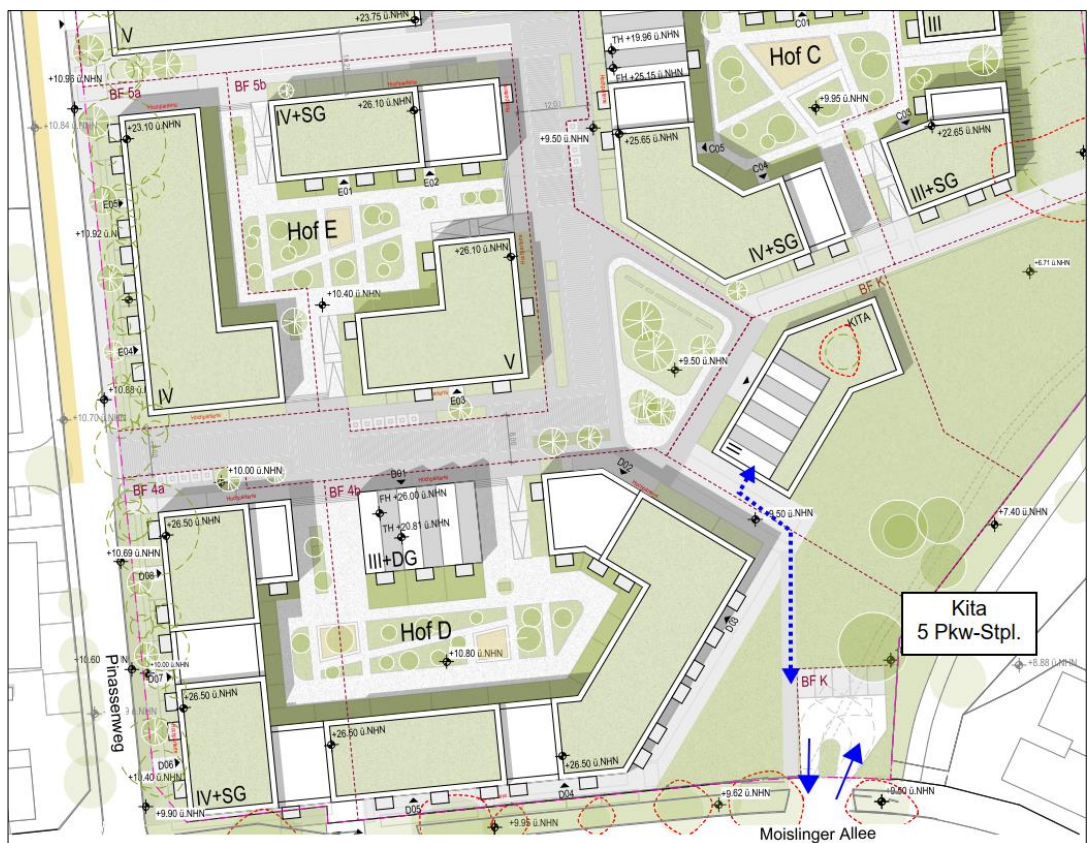 +23.75 ü.NHN
V
C01
III
TH +19.96 ü.NHN
FH +25.15 ü.NHN
Hof C
+10.96 ü.NHN
BF 5a
BF 5b
+10.84 ü.NHN
+23.10 ü.NHN
IV+SG
+26.10 ü.NHN
+9.95 ü.NHN
+9.50 ü.NHN
+25.65 ü.NHN
C03
+22.65 ü.NHN
C05
C04
E01
E02
E05
III+SG
Hof E
+10.92 ü.N
+26.10 ü.NHN
IV+SG
+6.71 ü.NHN
BF K
+10.40 ü.NHN
KITA
E04
V
+9.50 ü.NHN
IV
E03
+10.88 ü.
+10.70 ü.NHN
D01
D02
+10.00 ü.NHN
BF 4a
BF 4b
FH +26.00 ü.NHN
+26.50 ü.NHN
TH +20.81 ü.NHN
+9.50 ü.NHN
+7.40 ü.NHN
+10.69 ü.NHN
III+DG
D08
Kita
5 Pkw-Stpl.
Hof D
D03
+10.80 ü.NHN
+10.60
+10.00 ü.NHN
D07
+8.88 ü.NHN
BF K
Pinassenweg
+26.50 ü.NHN
+26.50 ü.NHN
+26.50 ü.NHN
D06
+10.40 ü.NHN
IV+SG
D04
D05
+9.90 ü.NHN
+9.62 ü.NHN
+9.50 ü.NHN
+9.95 ü.NHN
Moislinger Allee